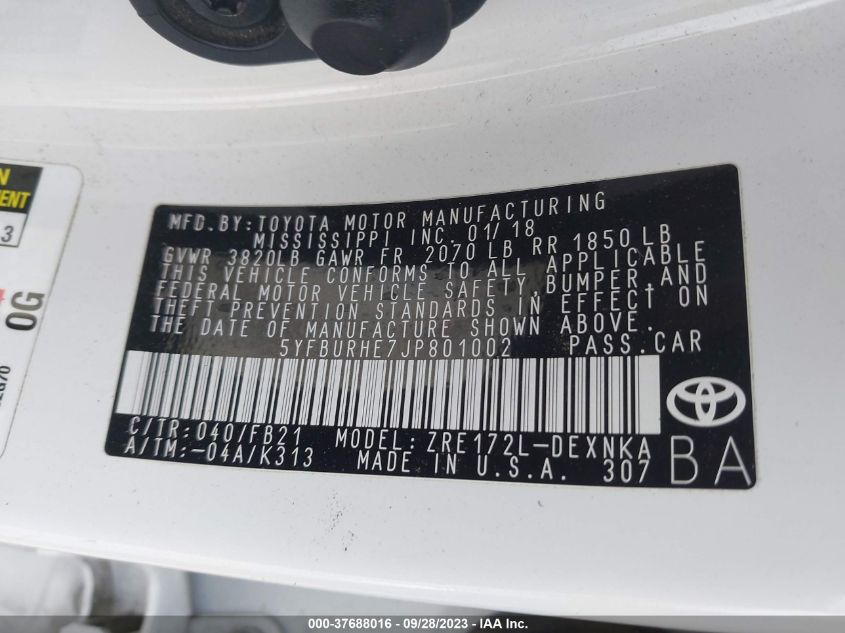 N
ENT
3
OG
MFD. BY: TOYOTA MOTOR MANUFACTURING
MISSISSIPPI INC. 01/18
GVWR 3820LB GAWR FR 2070 LB RR 1850 LB
THIS VEHICLE CONFORMS TO ALL APPLICABLE
FEDERAL MOTOR VEHICLE SAFETY, BUMPER, AND
THEFT PREVENTION STANDARDS IN EFFECT ON
THE DATE OF MANUFACTURE SHOWN ABOVE.
5YFBURHE7JP801002 PASS. CAR
C/TR: 040/FB21 MODEL: ZRE172L-DEXNKA
A/TM: -04A/K313 MADE IN U.S.A. 307
BA
000-37688016 - 09/28/2023 - IAA Inc.